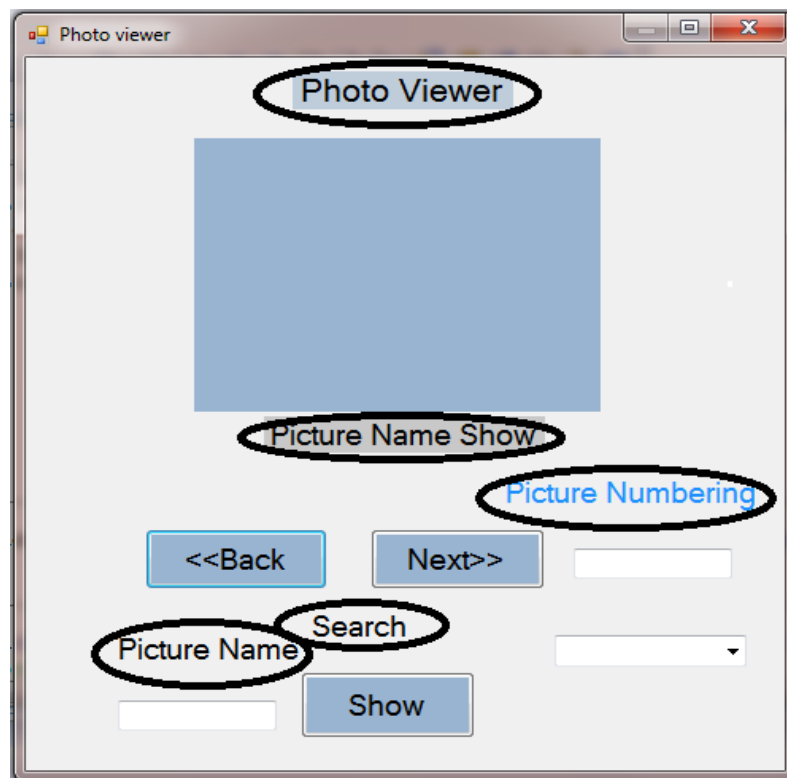 Photo viewer
Photo Viewer
Picture Name Show
Picture Numbering
<<Back
Next>>
Search
Picture Name
Show